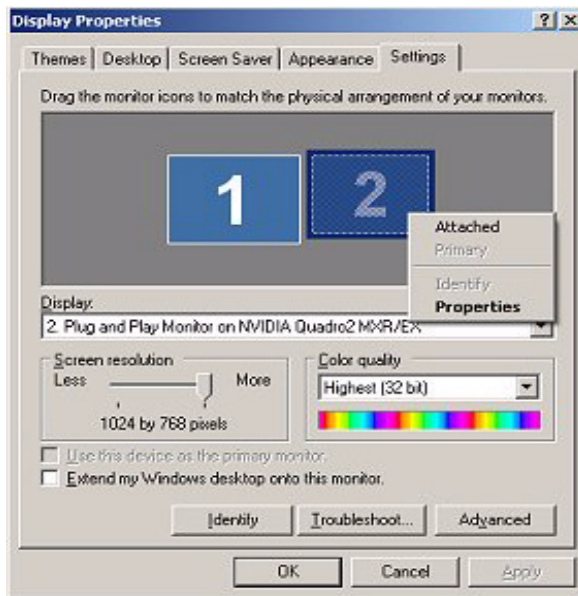 Display Properties
Themes Desktop Screen Saver Appearance Settings
Drag the monitor icons to match the physical arrangement of your monitors.
1 2
Attached
Primary
Identify
Properties
Display:
2. Plug and Play Monitor on NVIDIA Quadro2 MXR/EX
Screen resolution
Less More
1024 by 768 pixels
Color quality
Highest (32 bit)
Use this device as the primary monitor.
Extend my Windows desktop onto this monitor.
Identify Troubleshoot... Advanced
OK Cancel Apply